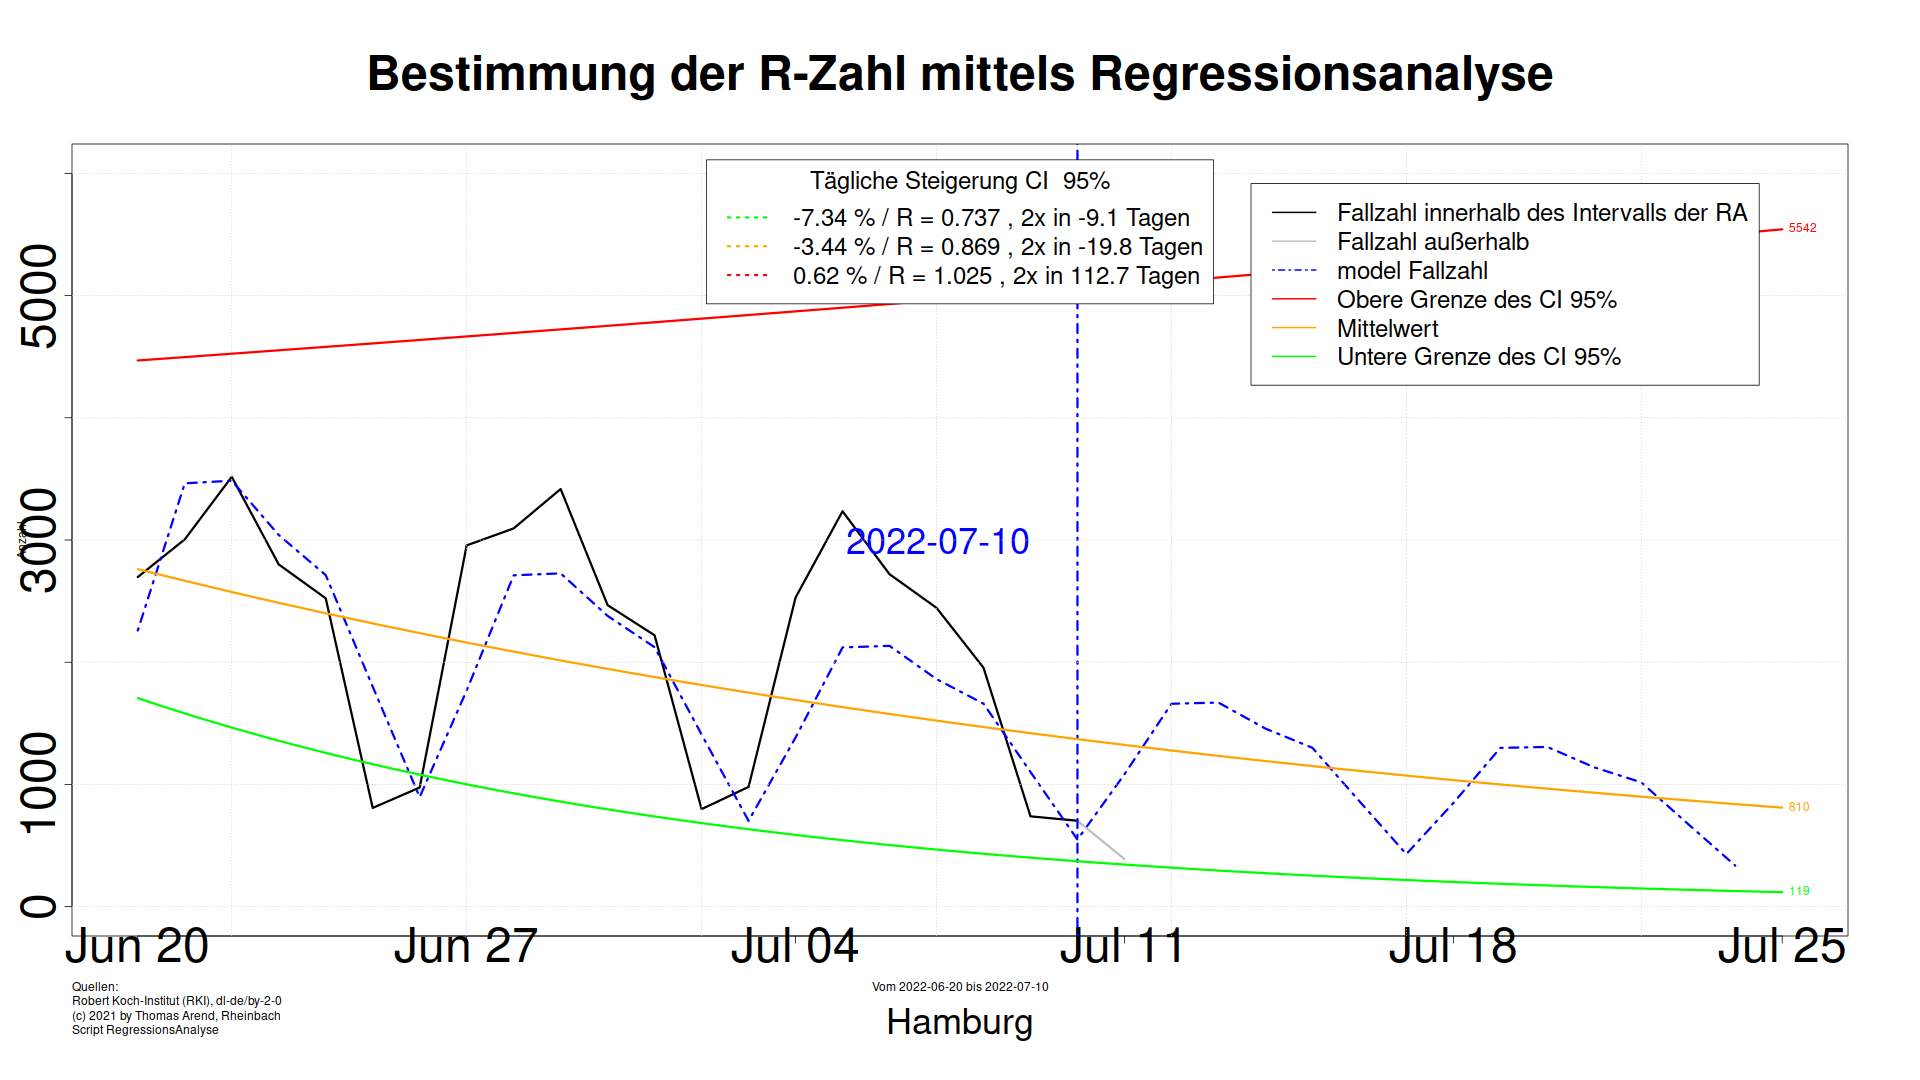 Bestimmung der R-Zahl mittels Regressionsanalyse
Tägliche Steigerung CI 95%
-7.34 % / R = 0.737 , 2x in -9.1 Tagen
-3.44 % / R = 0.869 , 2x in -19.8 Tagen
0.62 % / R = 1.025 , 2x in 112.7 Tagen
Fallzahl innerhalb des Intervalls der RA
Fallzahl außerhalb
model Fallzahl
Obere Grenze des CI 95%
Mittelwert
Untere Grenze des CI 95%
5542
810
119
2022-07-10
Anzahl
5000
3000
1000
0
Jun 20
Jun 27
Jul 04
Jul 11
Jul 18
Jul 25
Quellen:
Robert Koch-Institut (RKI), dl-de/by-2-0
(c) 2021 by Thomas Arend, Rheinbach
Script RegressionsAnalyse
Vom 2022-06-20 bis 2022-07-10
Hamburg